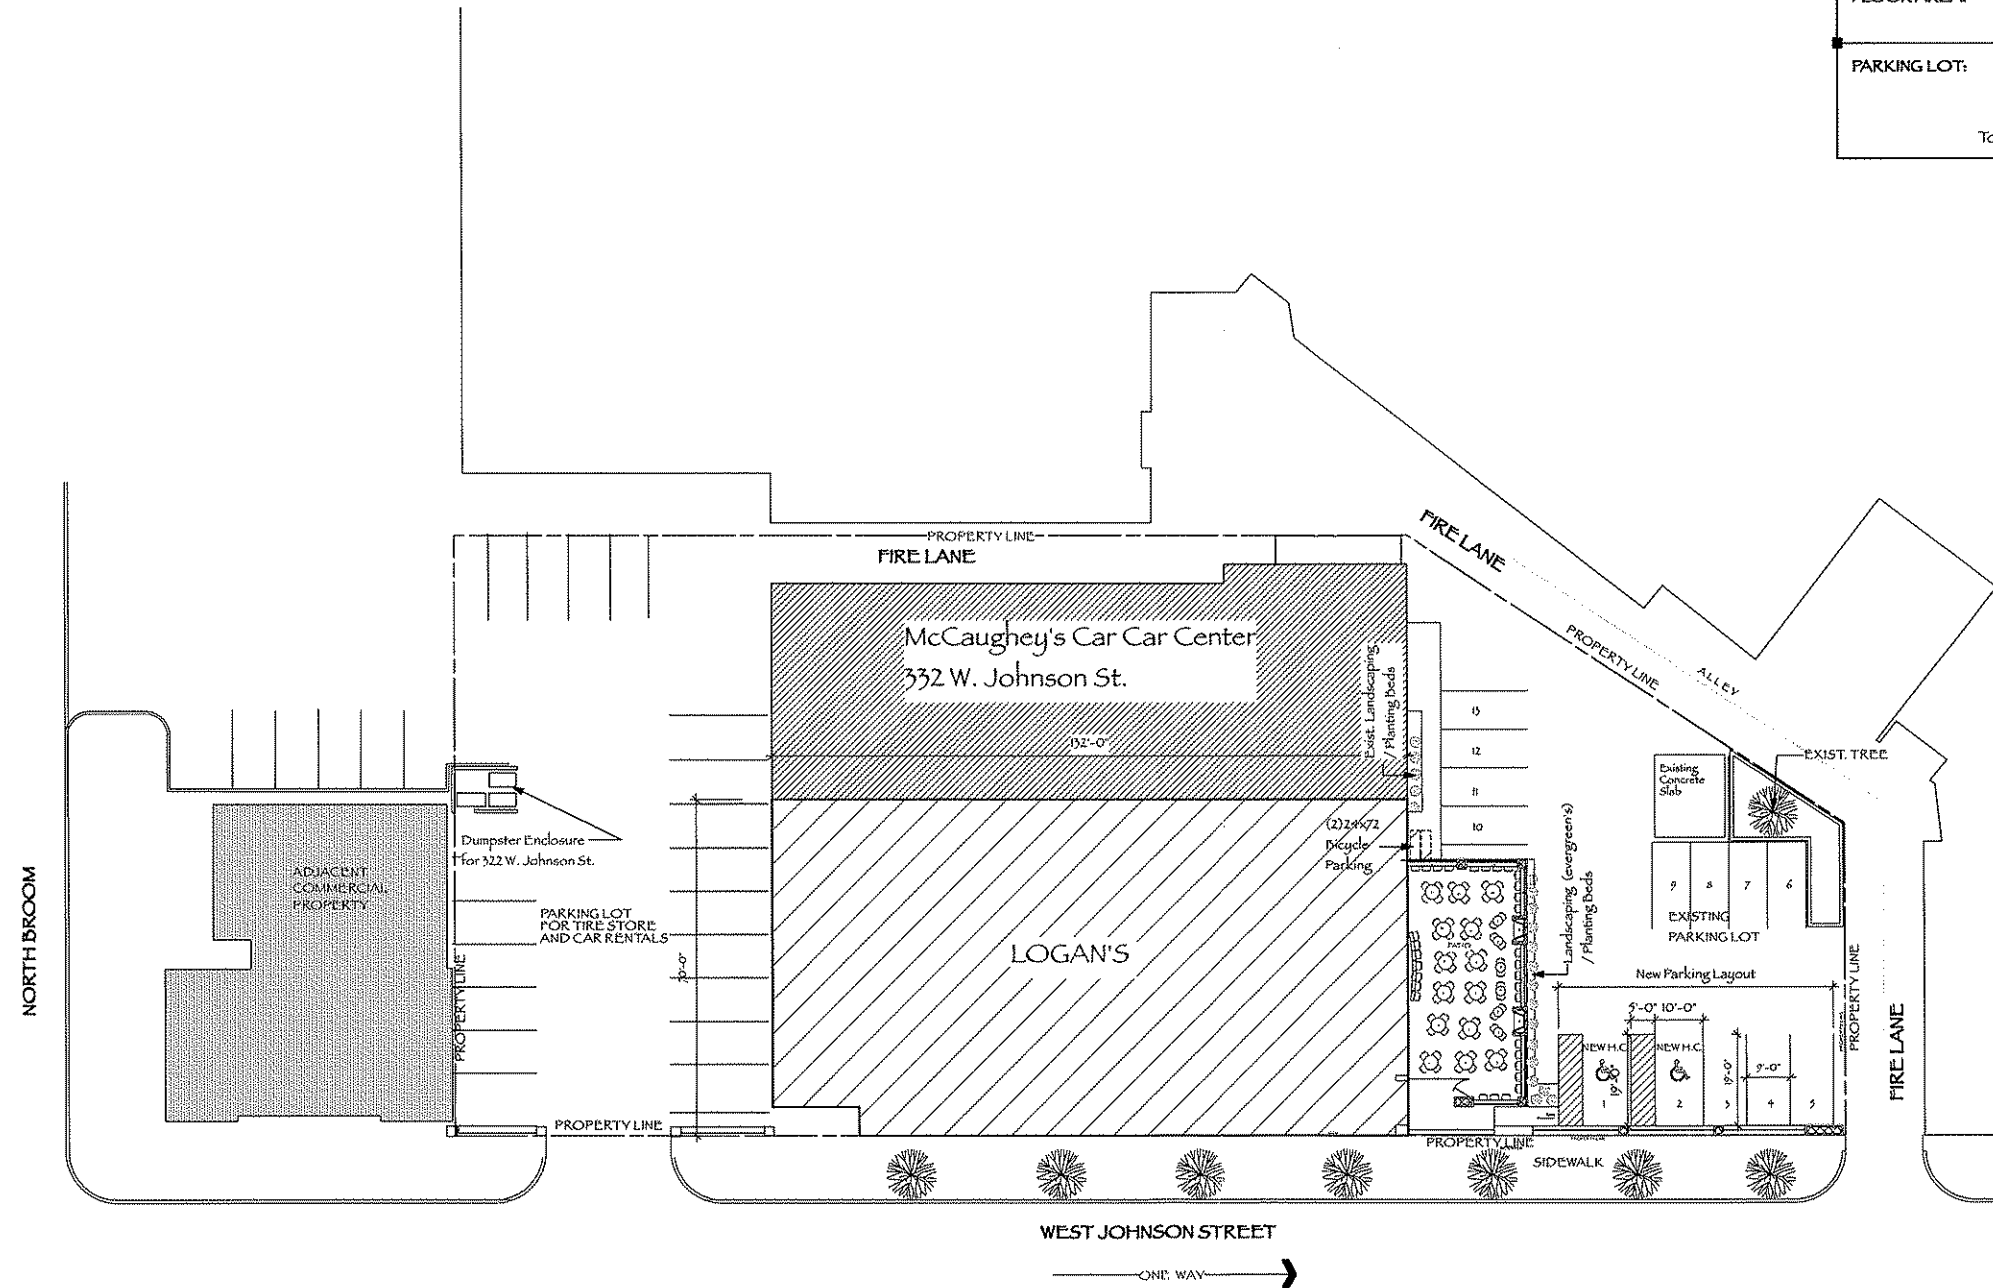 PARKING LOT:
PROPERTY LINE
FIRE LANE
FIRE LANE
PROPERTY LINE
ALLEY
McCaughey's Car Car Center
332 W. Johnson St.
Exist. Landscaping
/ Planting Beds
132'-0"
13
12
11
10
EXIST. TREE
Existing
Concrete
Slab
(2)24x72
Bicycle
Parking
Dumpster Enclosure
For 322 W. Johnson St.
ADJACENT
COMMERCIAL
PROPERTY
NORTH BROOM
PARKING LOT
FOR TIRE STORE
AND CAR RENTALS
PROPERTY LINE
70'-0"
LOGAN'S
PATIO
Landscaping (evergreen's)
/ Planting Beds
9
8
7
6
EXISTING
PARKING LOT
New Parking Layout
5'-0" 10'-0"
NEW H.C.
NEW H.C.
19'-0"
19'-0"
9'-0"
1
2
3
4
5
PROPERTY LINE
FIRE LANE
PROPERTY LINE
PROPERTY LINE
SIDEWALK
WEST JOHNSON STREET
ONE WAY